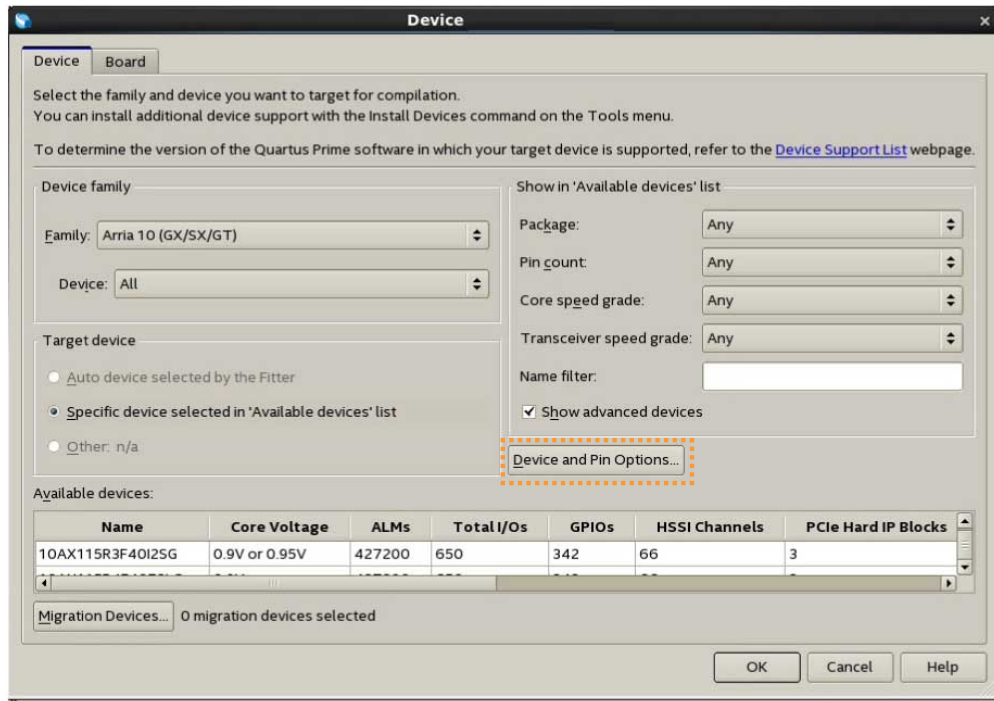 Device
Device Board
Select the family and device you want to target for compilation.
You can install additional device support with the Install Devices command on the Tools menu.
To determine the version of the Quartus Prime software in which your target device is supported, refer to the Device Support List webpage.
Device family
Family: Arria 10 (GX/SX/GT)
Device: All
Show in 'Available devices' list
Package: Any
Pin count: Any
Core speed grade: Any
Transceiver speed grade: Any
Name filter:
Show advanced devices
Target device
Auto device selected by the Fitter
Specific device selected in 'Available devices' list
Other: n/a
Device and Pin Options...
Available devices:
Name Core Voltage ALMs Total I/Os GPIOs HSSI Channels PCIe Hard IP Blocks
10AX115R3F40I2SG 0.9V or 0.95V 427200 650 342 66 3
Migration Devices... 0 migration devices selected
OK Cancel Help